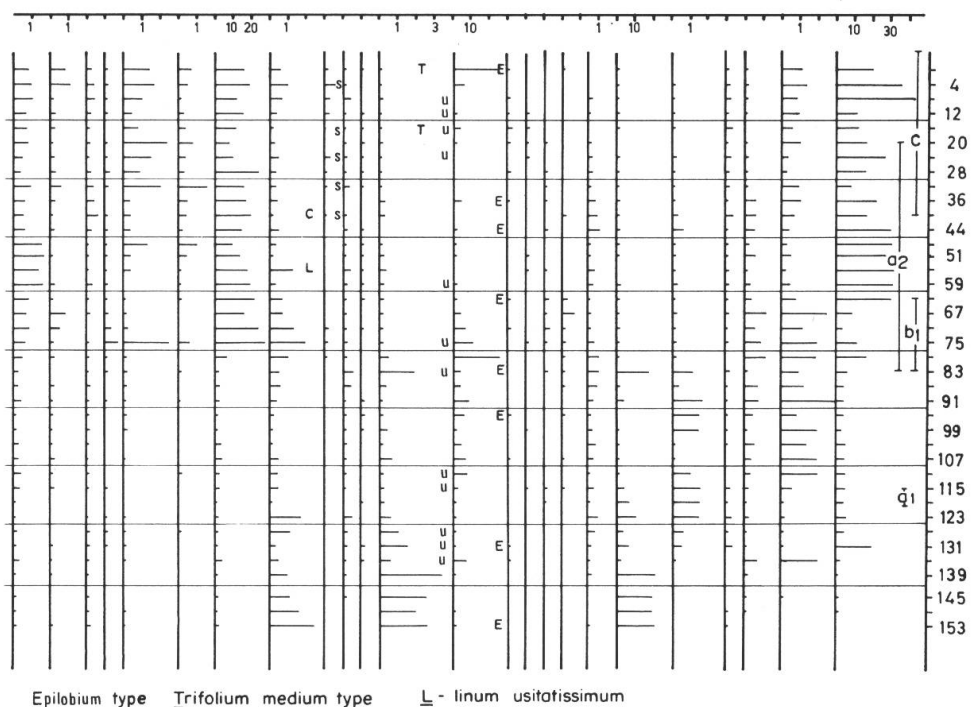 1 1 1 1 10 20 1 1 3 10 1 10 1 1 10 30
T E
S 4
u
u 12
S T u
C 20
S u
28
S
E 36
C S
E 44
51
L a2
u 59
E
67
b1
u 75
u E 83
91
E 99
107
u
u 115
q1
123
u
u E 131
u
139
145
E 153
Epilobium type Trifolium medium type L - linum usitatissimum